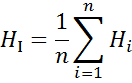 H_I = \frac{1}{n} \sum_{i=1}^{n} H_i